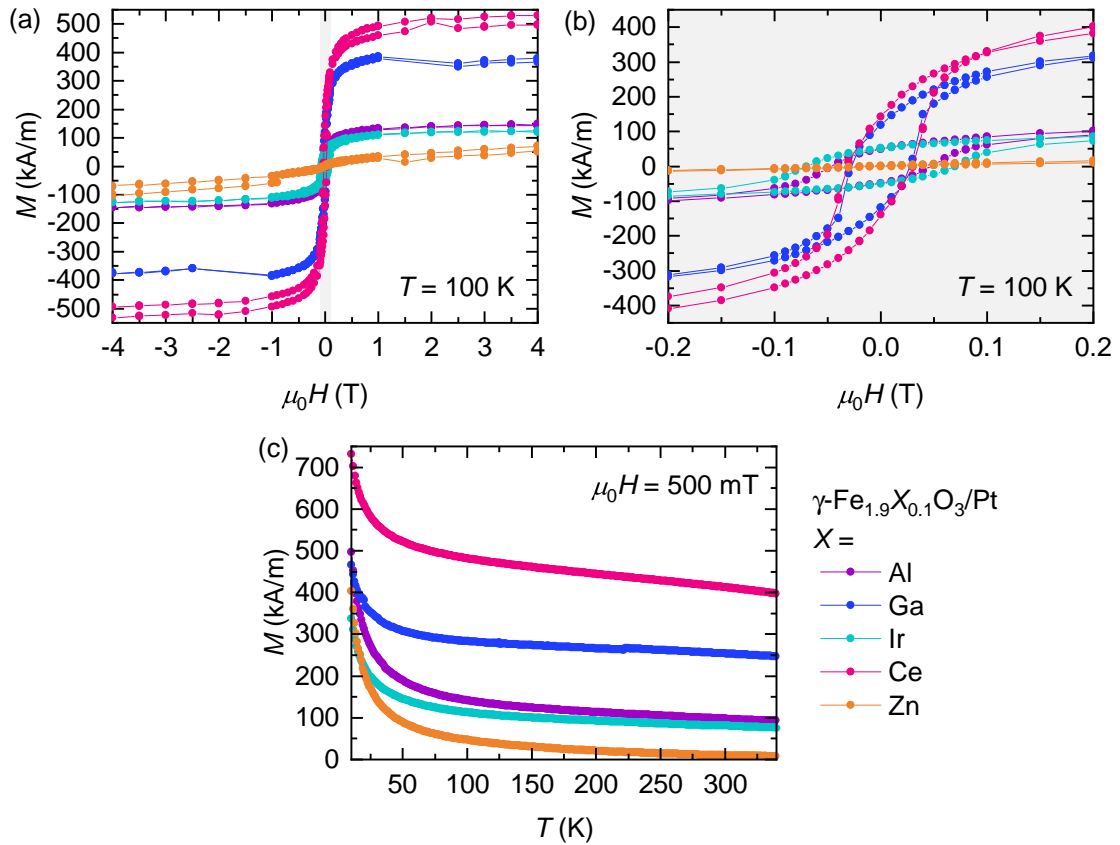 (a)
500
400
300
200
100
0
-100
-200
-300
-400
-500
M (kA/m)
T = 100 K
-4 -3 -2 -1 0 1 2 3 4
μ₀H (T)
(b)
400
300
200
100
0
-100
-200
-300
-400
M (kA/m)
T = 100 K
-0.2 -0.1 0.0 0.1 0.2
μ₀H (T)
(c)
700
600
500
400
300
200
100
0
M (kA/m)
μ₀H = 500 mT
50 100 150 200 250 300
T (K)
γ-Fe₁.₉X₀.₁O₃/Pt
X =
Al
Ga
Ir
Ce
Zn